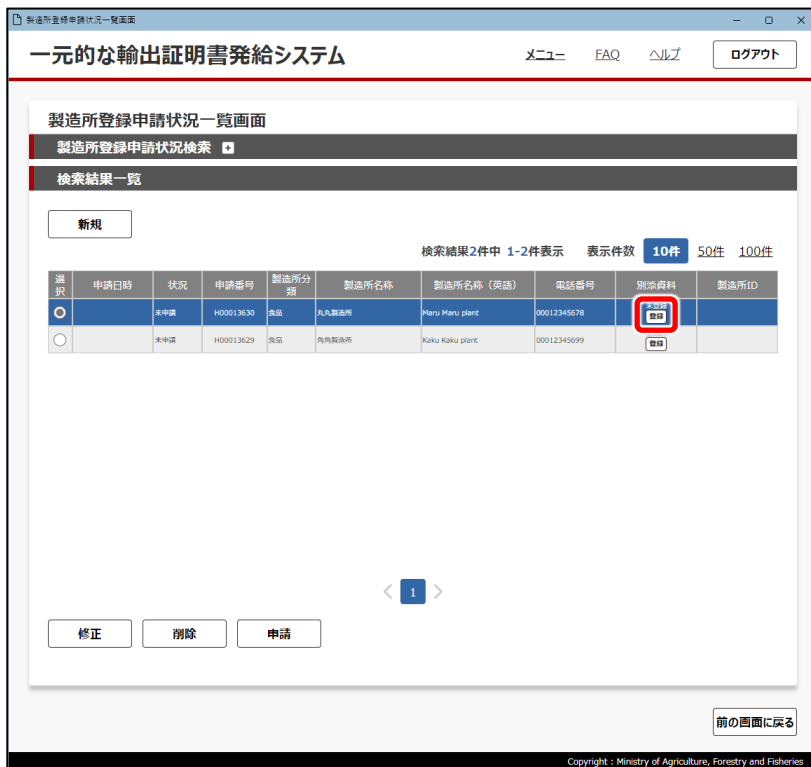 製造所登録申請状況一覧画面
一元的な輸出証明書発給システム メニュー FAQ ヘルプ ログアウト
製造所登録申請状況一覧画面
製造所登録申請状況検索
検索結果一覧
新規
検索結果2件中 1-2件表示 表示件数 10件 50件 100件
選択 申請日時 状況 申請番号 製造所分類 製造所名称 製造所名称（英語） 電話番号 別添資料 製造所ID
未申請 H00013630 食品 丸丸製造所 Maru Maru plant 00012345678 未登録 登録
未申請 H00013629 食品 角角製造所 Kaku Kaku plant 00012345699 登録
1
修正 削除 申請
前の画面に戻る
Copyright : Ministry of Agriculture, Forestry and Fisheries